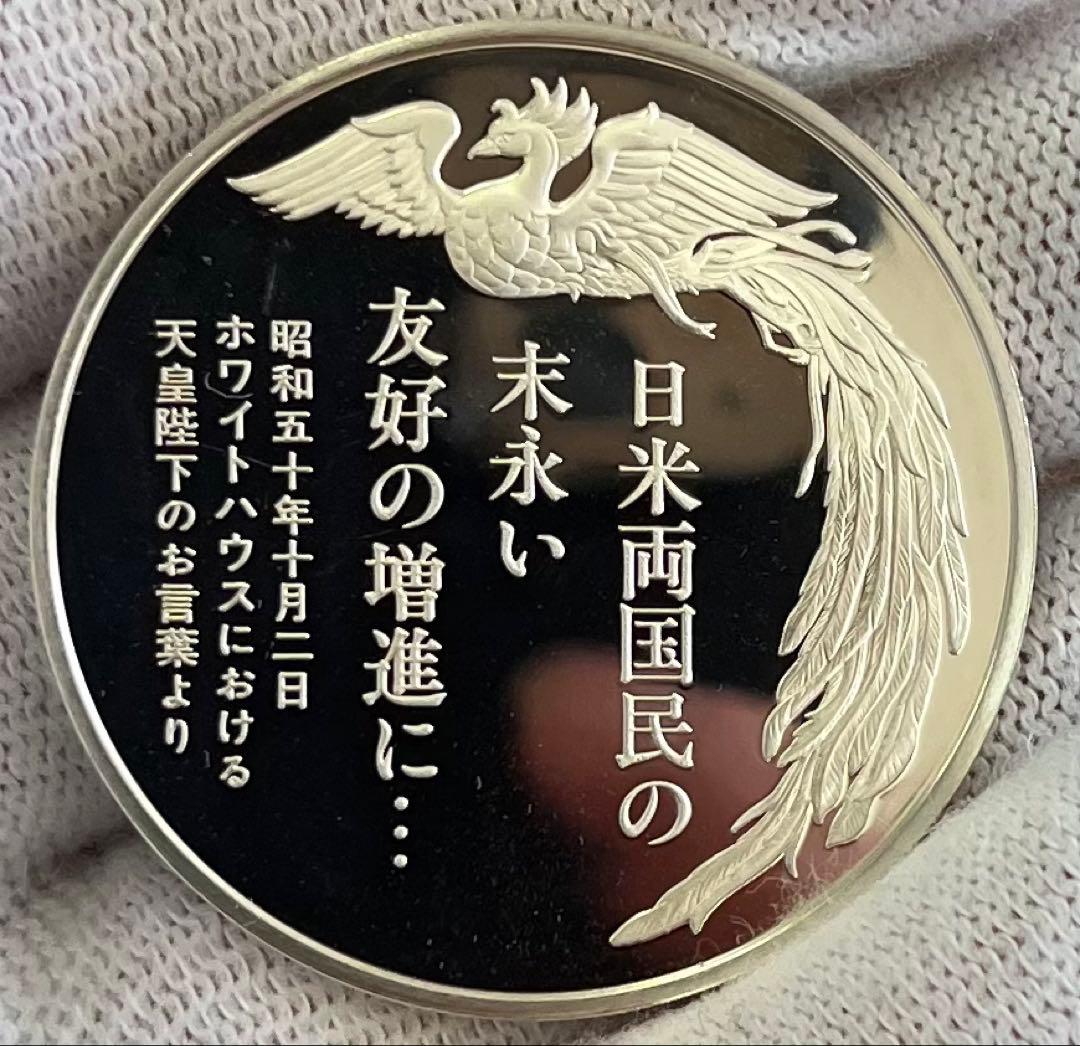 日米両国民の
末永い
友好の増進に…
昭和五十年十月二日
ホワイトハウスにおける
天皇陛下のお言葉より